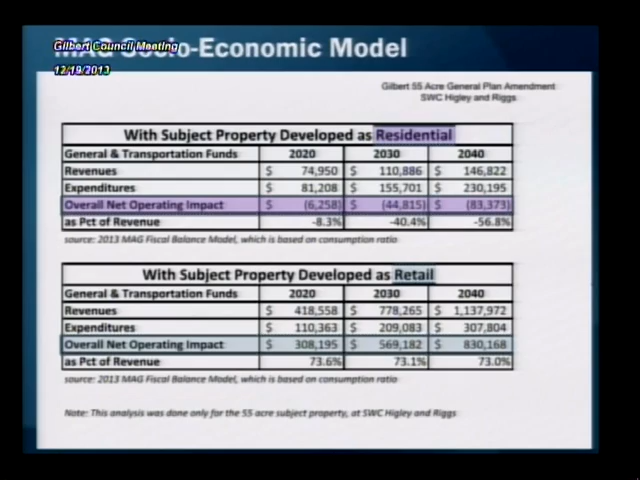 MAG Socio-Economic Model
Gilbert Council Meeting
12/19/2013
Gilbert 55 Acre General Plan Amendment
SWC Higley and Riggs
With Subject Property Developed as Residential
General & Transportation Funds 2020 2030 2040
Revenues $ 74,950 $ 110,886 $ 146,822
Expenditures $ 81,208 $ 155,701 $ 230,195
Overall Net Operating Impact $ (6,258) $ (44,815) $ (83,373)
as Pct of Revenue -8.3% -40.4% -56.8%
source: 2013 MAG Fiscal Balance Model, which is based on consumption ratio
With Subject Property Developed as Retail
General & Transportation Funds 2020 2030 2040
Revenues $ 418,558 $ 778,265 $ 1,137,972
Expenditures $ 110,363 $ 209,083 $ 307,804
Overall Net Operating Impact $ 308,195 $ 569,182 $ 830,168
as Pct of Revenue 73.6% 73.1% 73.0%
source: 2013 MAG Fiscal Balance Model, which is based on consumption ratio
Note: This analysis was done only for the 55 acre subject property, at SWC Higley and Riggs